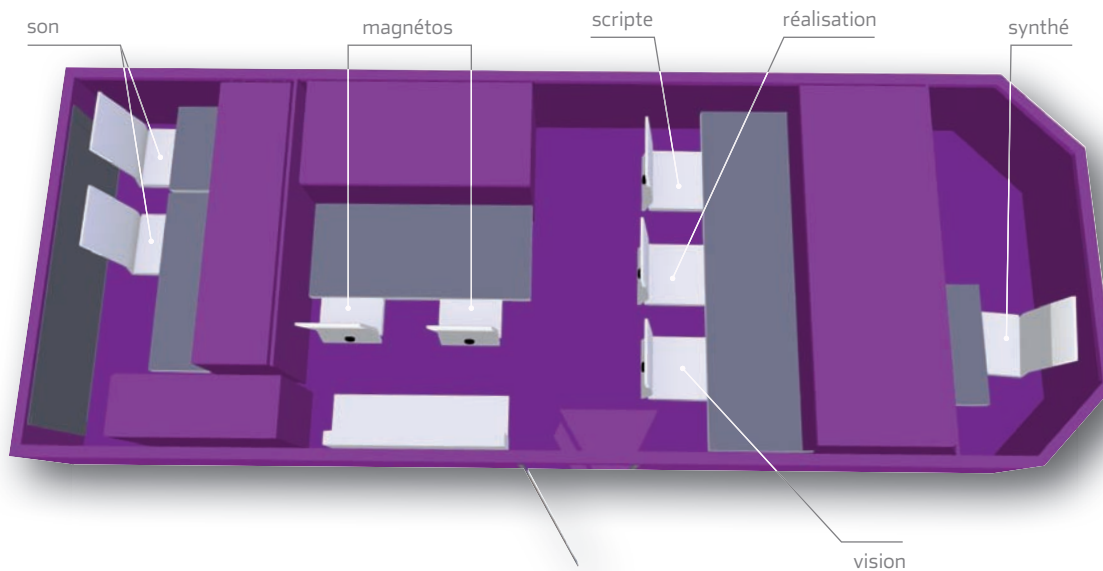 son
magnétos
scripte
réalisation
synthé
vision